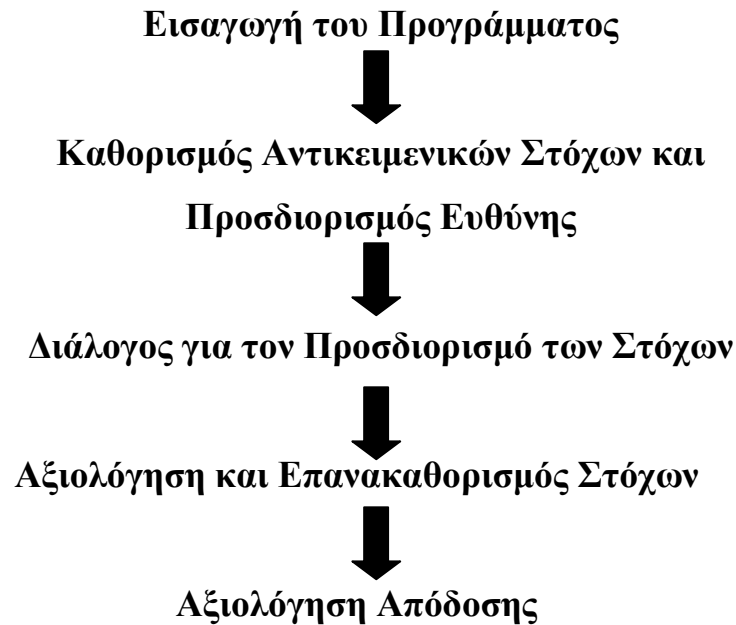 Εισαγωγή του Προγράμματος
Καθορισμός Αντικειμενικών Στόχων και
Προσδιορισμός Ευθύνης
Διάλογος για τον Προσδιορισμό των Στόχων
Αξιολόγηση και Επανακαθορισμός Στόχων
Αξιολόγηση Απόδοσης